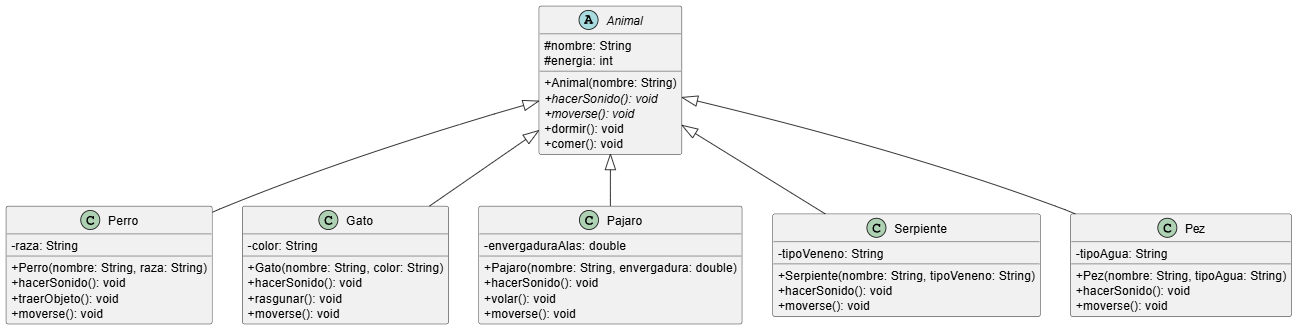 A Animal
#nombre: String
#energia: int
+Animal(nombre: String)
+hacerSonido(): void
+moverse(): void
+dormir(): void
+comer(): void
C Perro
-raza: String
+Perro(nombre: String, raza: String)
+hacerSonido(): void
+traerObjeto(): void
+moverse(): void
C Gato
-color: String
+Gato(nombre: String, color: String)
+hacerSonido(): void
+rasgunar(): void
+moverse(): void
C Pajaro
-envergaduraAlas: double
+Pajaro(nombre: String, envergadura: double)
+hacerSonido(): void
+volar(): void
+moverse(): void
C Serpiente
-tipoVeneno: String
+Serpiente(nombre: String, tipoVeneno: String)
+hacerSonido(): void
+moverse(): void
C Pez
-tipoAgua: String
+Pez(nombre: String, tipoAgua: String)
+hacerSonido(): void
+moverse(): void